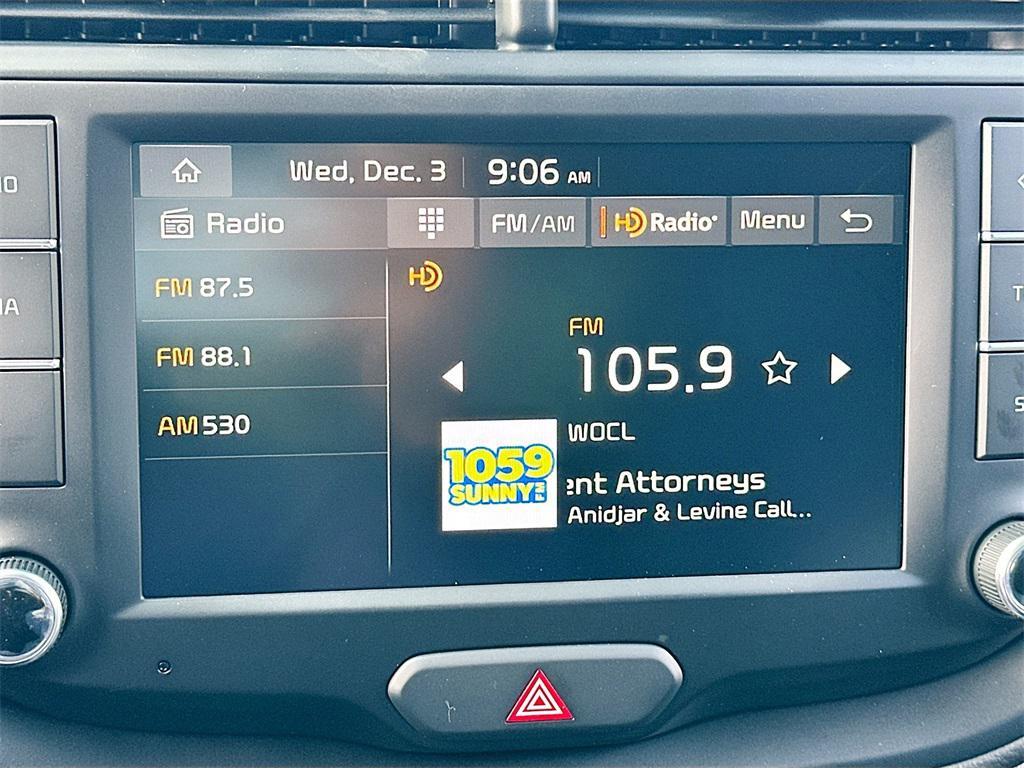 Wed, Dec. 3 9:06 AM
Radio FM/AM HD Radio Menu
FM 87.5
HD
FM 88.1
FM
105.9
AM 530
WOCL
1059
SUNNY FM
ent Attorneys
Anidjar & Levine Call...